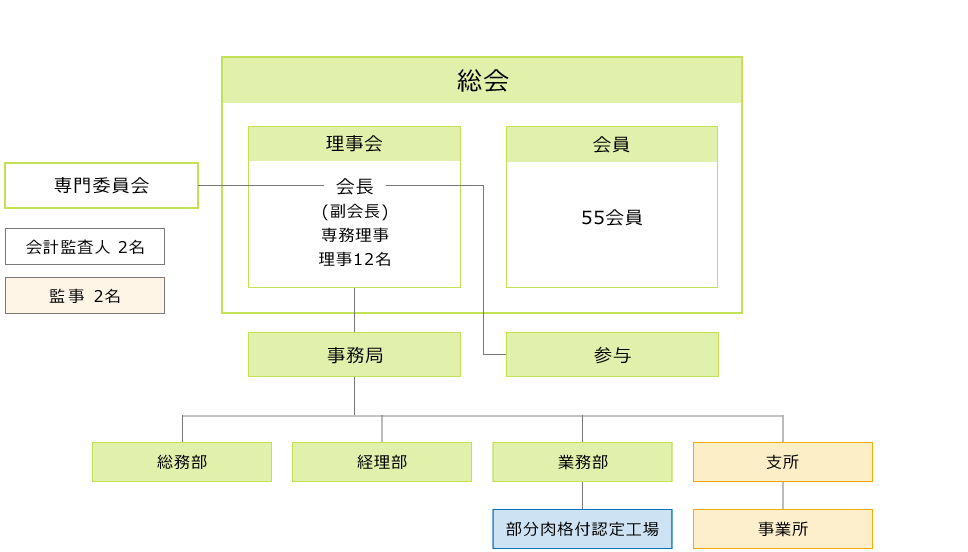 総会
理事会
会員
専門委員会
会長
(副会長)
専務理事
理事12名
55会員
会計監査人 2名
監事 2名
事務局
参与
総務部
経理部
業務部
支所
部分肉格付認定工場
事業所